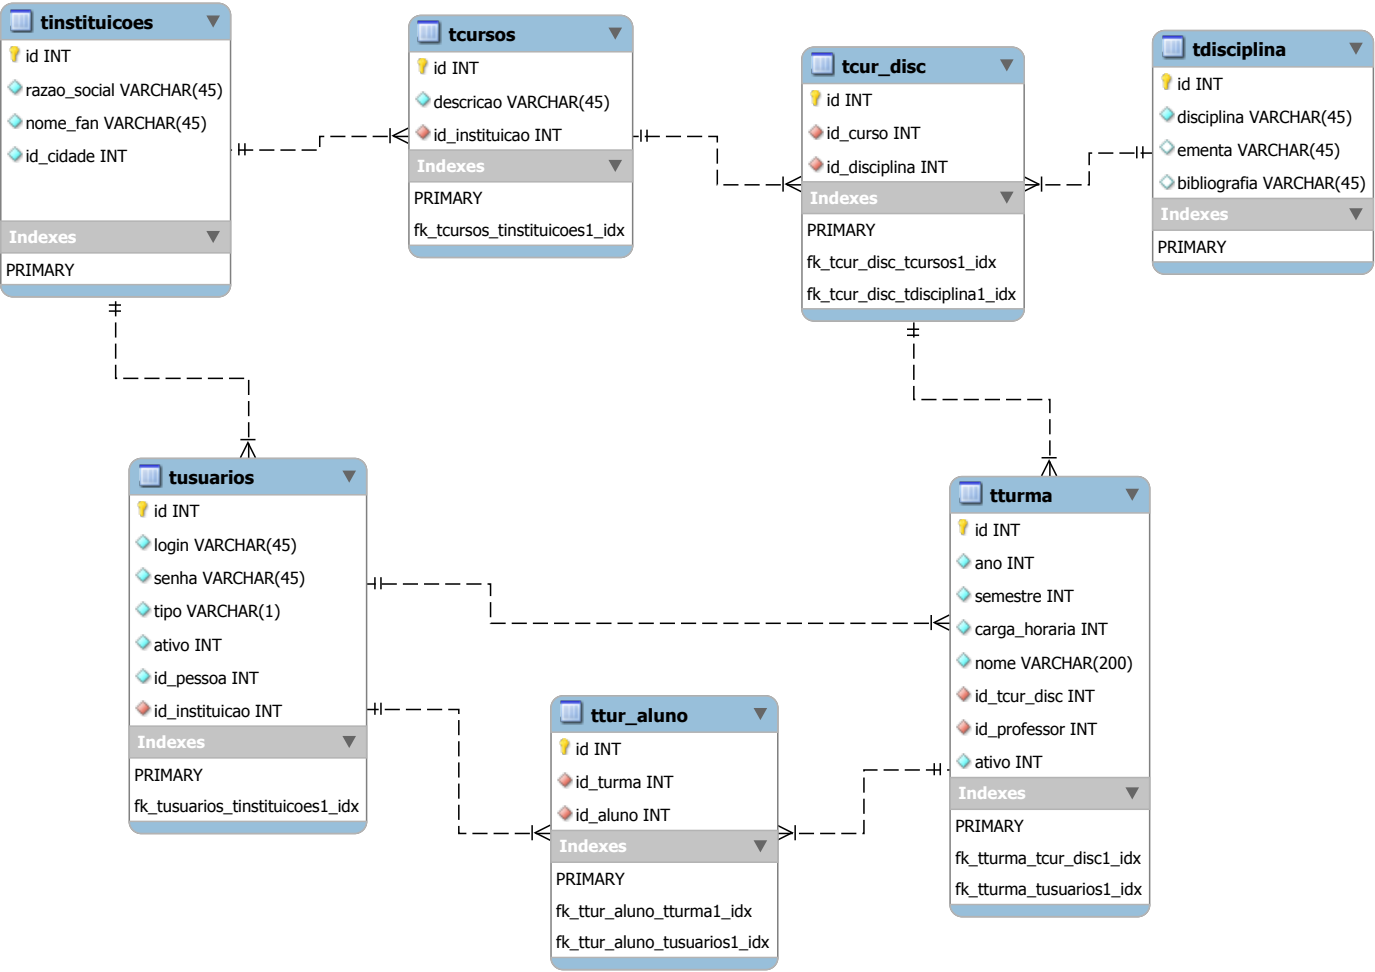 tinstituicoes
id INT
razao_social VARCHAR(45)
nome_fan VARCHAR(45)
id_cidade INT
Indexes
PRIMARY
tcursos
id INT
descricao VARCHAR(45)
id_instituicao INT
Indexes
PRIMARY
fk_tcursos_tinstituicoes1_idx
tcur_disc
id INT
id_curso INT
id_disciplina INT
Indexes
PRIMARY
fk_tcur_disc_tcursos1_idx
fk_tcur_disc_tdisciplina1_idx
tdisciplina
id INT
disciplina VARCHAR(45)
ementa VARCHAR(45)
bibliografia VARCHAR(45)
Indexes
PRIMARY
tusuarios
id INT
login VARCHAR(45)
senha VARCHAR(45)
tipo VARCHAR(1)
ativo INT
id_pessoa INT
id_instituicao INT
Indexes
PRIMARY
fk_tusuarios_tinstituicoes1_idx
ttur_aluno
id INT
id_turma INT
id_aluno INT
Indexes
PRIMARY
fk_ttur_aluno_tturma1_idx
fk_ttur_aluno_tusuarios1_idx
tturma
id INT
ano INT
semestre INT
carga_horaria INT
nome VARCHAR(200)
id_tcur_disc INT
id_professor INT
ativo INT
Indexes
PRIMARY
fk_tturma_tcur_disc1_idx
fk_tturma_tusuarios1_idx